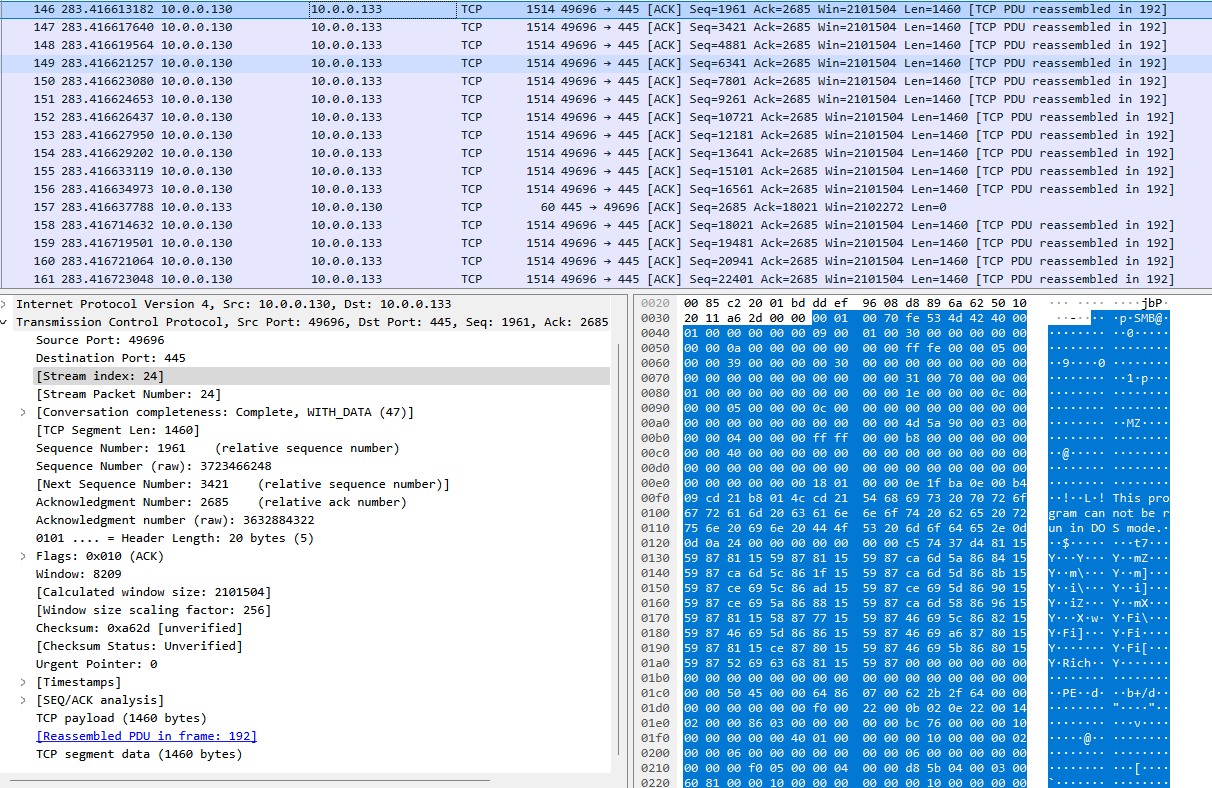 146 283.416613182 10.0.0.130 10.0.0.133 TCP 1514 49696 → 445 [ACK] Seq=1961 Ack=2685 Win=2101504 Len=1460 [TCP PDU reassembled in 192]
147 283.416617640 10.0.0.130 10.0.0.133 TCP 1514 49696 → 445 [ACK] Seq=3421 Ack=2685 Win=2101504 Len=1460 [TCP PDU reassembled in 192]
148 283.416619564 10.0.0.130 10.0.0.133 TCP 1514 49696 → 445 [ACK] Seq=4881 Ack=2685 Win=2101504 Len=1460 [TCP PDU reassembled in 192]
149 283.416621257 10.0.0.130 10.0.0.133 TCP 1514 49696 → 445 [ACK] Seq=6341 Ack=2685 Win=2101504 Len=1460 [TCP PDU reassembled in 192]
150 283.416623080 10.0.0.130 10.0.0.133 TCP 1514 49696 → 445 [ACK] Seq=7801 Ack=2685 Win=2101504 Len=1460 [TCP PDU reassembled in 192]
151 283.416624653 10.0.0.130 10.0.0.133 TCP 1514 49696 → 445 [ACK] Seq=9261 Ack=2685 Win=2101504 Len=1460 [TCP PDU reassembled in 192]
152 283.416626437 10.0.0.130 10.0.0.133 TCP 1514 49696 → 445 [ACK] Seq=10721 Ack=2685 Win=2101504 Len=1460 [TCP PDU reassembled in 192]
153 283.416627950 10.0.0.130 10.0.0.133 TCP 1514 49696 → 445 [ACK] Seq=12181 Ack=2685 Win=2101504 Len=1460 [TCP PDU reassembled in 192]
154 283.416629202 10.0.0.130 10.0.0.133 TCP 1514 49696 → 445 [ACK] Seq=13641 Ack=2685 Win=2101504 Len=1460 [TCP PDU reassembled in 192]
155 283.416633119 10.0.0.130 10.0.0.133 TCP 1514 49696 → 445 [ACK] Seq=15101 Ack=2685 Win=2101504 Len=1460 [TCP PDU reassembled in 192]
156 283.416634973 10.0.0.130 10.0.0.133 TCP 1514 49696 → 445 [ACK] Seq=16561 Ack=2685 Win=2101504 Len=1460 [TCP PDU reassembled in 192]
157 283.416637788 10.0.0.133 10.0.0.130 TCP 60 445 → 49696 [ACK] Seq=2685 Ack=18021 Win=2102272 Len=0
158 283.416714632 10.0.0.130 10.0.0.133 TCP 1514 49696 → 445 [ACK] Seq=18021 Ack=2685 Win=2101504 Len=1460 [TCP PDU reassembled in 192]
159 283.416719501 10.0.0.130 10.0.0.133 TCP 1514 49696 → 445 [ACK] Seq=19481 Ack=2685 Win=2101504 Len=1460 [TCP PDU reassembled in 192]
160 283.416721064 10.0.0.130 10.0.0.133 TCP 1514 49696 → 445 [ACK] Seq=20941 Ack=2685 Win=2101504 Len=1460 [TCP PDU reassembled in 192]
161 283.416723048 10.0.0.130 10.0.0.133 TCP 1514 49696 → 445 [ACK] Seq=22401 Ack=2685 Win=2101504 Len=1460 [TCP PDU reassembled in 192]
Internet Protocol Version 4, Src: 10.0.0.130, Dst: 10.0.0.133
Transmission Control Protocol, Src Port: 49696, Dst Port: 445, Seq: 1961, Ack: 2685
Source Port: 49696
Destination Port: 445
[Stream index: 24]
[Stream Packet Number: 24]
[Conversation completeness: Complete, WITH_DATA (47)]
[TCP Segment Len: 1460]
Sequence Number: 1961 (relative sequence number)
Sequence Number (raw): 3723466248
[Next Sequence Number: 3421 (relative sequence number)]
Acknowledgment Number: 2685 (relative ack number)
Acknowledgment number (raw): 3632884322
0101 .... = Header Length: 20 bytes (5)
Flags: 0x010 (ACK)
Window: 8209
[Calculated window size: 2101504]
[Window size scaling factor: 256]
Checksum: 0xa62d [unverified]
[Checksum Status: Unverified]
Urgent Pointer: 0
[Timestamps]
[SEQ/ACK analysis]
TCP payload (1460 bytes)
[Reassembled PDU in frame: 192]
TCP segment data (1460 bytes)
0020 00 85 c2 20 01 bd dd ef 96 08 d8 89 6a 62 50 10 ··· ···· ····jbP·
0030 20 11 a6 2d 00 00 00 01 00 70 fe 53 4d 42 40 00 ··-···· ·p·SMB@·
0040 01 00 00 00 00 00 09 00 01 00 30 00 00 00 00 00 ········ ··0·····
0050 00 00 0a 00 00 00 00 00 00 00 ff fe 00 00 05 00 ········ ········
0060 00 00 39 00 00 00 00 30 00 00 00 00 00 00 00 00 ··9····0 ········
0070 00 00 00 00 00 00 00 00 00 00 31 00 70 00 00 00 ········ ··1·p···
0080 01 00 00 00 00 00 00 00 00 00 1e 00 00 00 0c 00 ········ ········
0090 00 00 05 00 00 00 0c 00 00 00 00 00 00 00 00 00 ········ ········
00a0 00 00 00 00 00 00 00 00 00 00 4d 5a 90 00 03 00 ········ ··MZ····
00b0 00 00 04 00 00 00 ff ff 00 00 b8 00 00 00 00 00 ········ ········
00c0 00 00 40 00 00 00 00 00 00 00 00 00 00 00 00 00 ··@····· ········
00d0 00 00 00 00 00 00 00 00 00 00 00 00 00 00 00 00 ········ ········
00e0 00 00 00 00 00 00 18 01 00 00 0e 1f ba 0e 00 b4 ········ ········
00f0 09 cd 21 b8 01 4c cd 21 54 68 69 73 20 70 72 6f ··!··L·! This pro
0100 67 72 61 6d 20 63 61 6e 6e 6f 74 20 62 65 20 72 gram can not be r
0110 75 6e 20 69 6e 20 44 4f 53 20 6d 6f 64 65 2e 0d un in DO S mode.·
0120 0d 0a 24 00 00 00 00 00 00 00 c5 74 37 d4 81 15 ··$····· ···t7···
0130 59 87 81 15 59 87 81 15 59 87 ca 6d 5a 86 84 15 Y···Y··· Y··mZ···
0140 59 87 ca 6d 5c 86 1f 15 59 87 ca 6d 5d 86 8b 15 Y··m\··· Y··m]···
0150 59 87 ce 69 5c 86 ad 15 59 87 ce 69 5d 86 90 15 Y··i\··· Y··i]···
0160 59 87 ce 69 5a 86 88 15 59 87 ca 6d 58 86 96 15 Y··iZ··· Y··mX···
0170 59 87 81 15 58 87 77 15 59 87 46 69 5c 86 82 15 Y···X·w· Y·Fi\···
0180 59 87 46 69 5d 86 86 15 59 87 46 69 a6 87 80 15 Y·Fi]··· Y·Fi····
0190 59 87 81 15 ce 87 80 15 59 87 46 69 5b 86 80 15 Y······· Y·Fi[···
01a0 59 87 52 69 63 68 81 15 59 87 00 00 00 00 00 00 Y·Rich·· Y·······
01b0 00 00 00 00 00 00 00 00 00 00 00 00 00 00 00 00 ········ ········
01c0 00 00 50 45 00 00 64 86 07 00 62 2b 2f 64 00 00 ··PE··d· ··b+/d··
01d0 00 00 00 00 00 00 f0 00 22 00 0b 02 0e 22 00 14 ········ "····"··
01e0 02 00 00 86 03 00 00 00 00 00 bc 76 00 00 00 10 ········ ···v····
01f0 00 00 00 00 00 40 01 00 00 00 00 10 00 00 00 02 ·····@·· ········
0200 00 00 06 00 00 00 00 00 00 00 06 00 00 00 00 00 ········ ········
0210 00 00 00 f0 05 00 00 04 00 00 d8 5b 04 00 03 00 ········ ···[····
0220 60 81 00 00 10 00 00 00 00 00 00 10 00 00 00 00 `······· ········